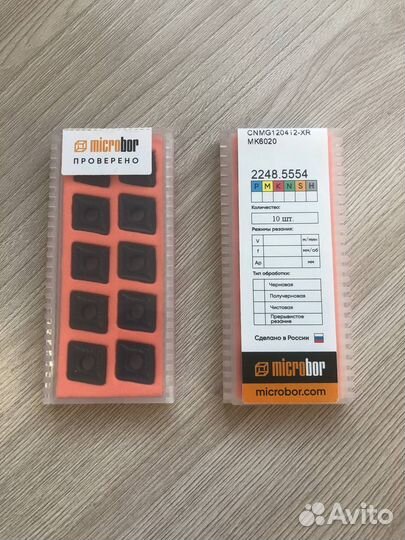 microbor
ПРОВЕРЕНО
CNMG120412-XR
MK6020
2248.5554
P M K N S H
Количество:
10 шт.
Режимы резания:
V м/мин
f мм/об
Ap мм
Тип обработки:
Черновая
Получерновая
Чистовая
Прерывистое
резание
Сделано в России
microbor
microbor.com
Avito